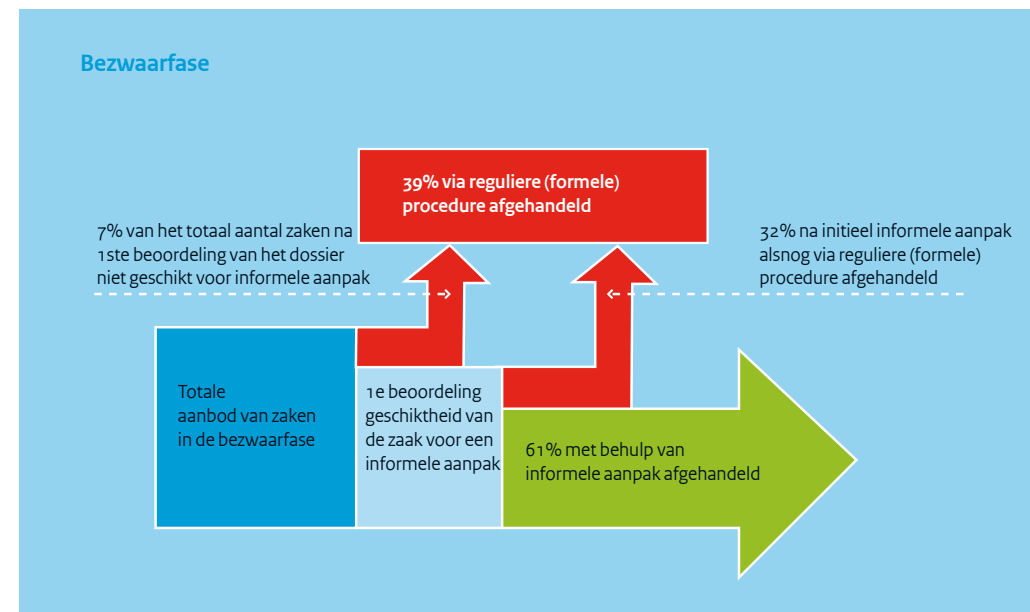 Bezwaarfase
39% via reguliere (formele)
procedure afgehandeld
7% van het totaal aantal zaken na
1ste beoordeling van het dossier
niet geschikt voor informele aanpak
32% na initieel informele aanpak
alsnog via reguliere (formele)
procedure afgehandeld
Totale
aanbod van zaken
in de bezwaarfase
1e beoordeling
geschiktheid van
de zaak voor een
informele aanpak
61% met behulp van
informele aanpak afgehandeld